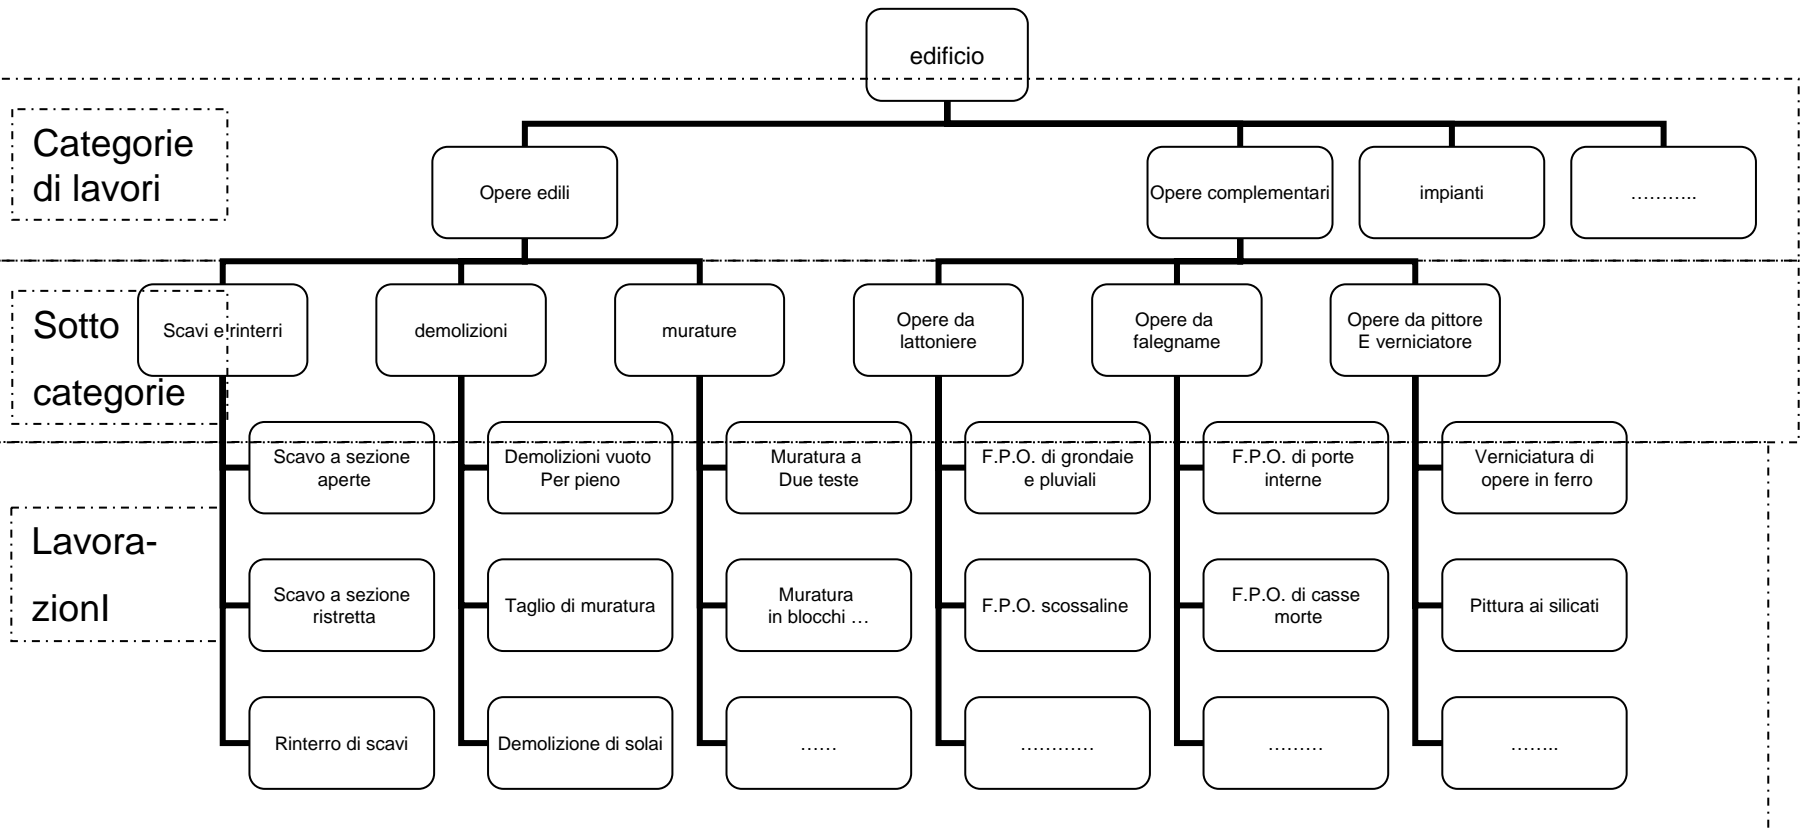 edificio
Categorie
di lavori
Opere edili
Opere complementari
impianti
………..
Sotto
categorie
Scavi e rinterri
demolizioni
murature
Opere da
lattoniere
Opere da
falegname
Opere da pittore
E verniciatore
Lavora-
zionI
Scavo a sezione
aperte
Demolizioni vuoto
Per pieno
Muratura a
Due teste
F.P.O. di grondaie
e pluviali
F.P.O. di porte
interne
Verniciatura di
opere in ferro
Scavo a sezione
ristretta
Taglio di muratura
Muratura
in blocchi …
F.P.O. scossaline
F.P.O. di casse
morte
Pittura ai silicati
Rinterro di scavi
Demolizione di solai
……
…………
………
……..